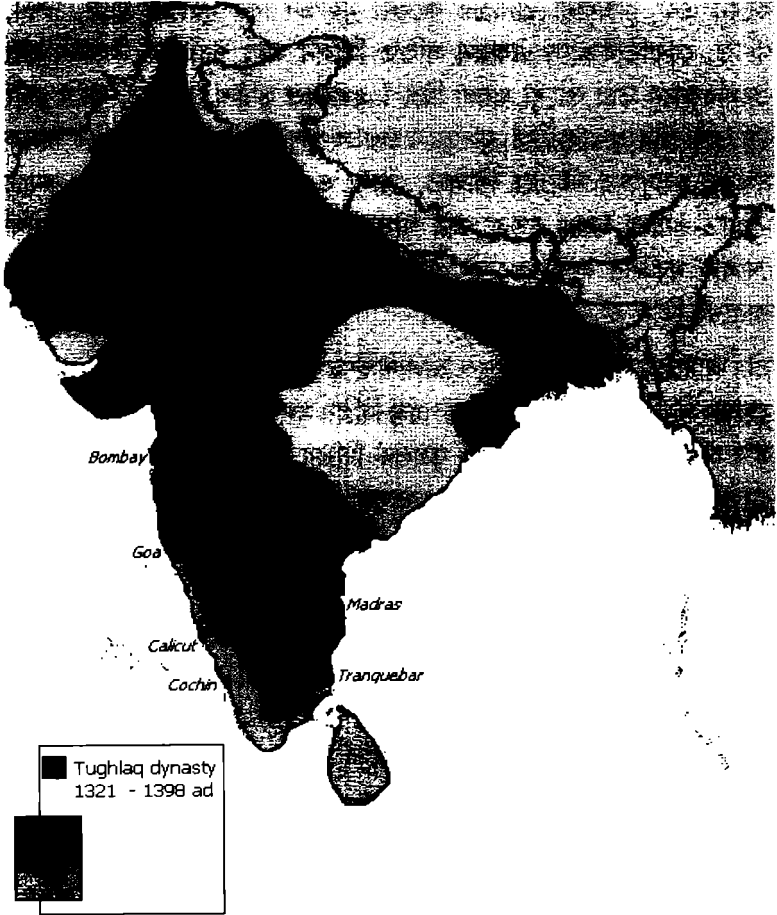 Bombay
Goa
Madras
Calicut
Cochin
Tranquebar
Tughlaq dynasty
1321 - 1398 ad